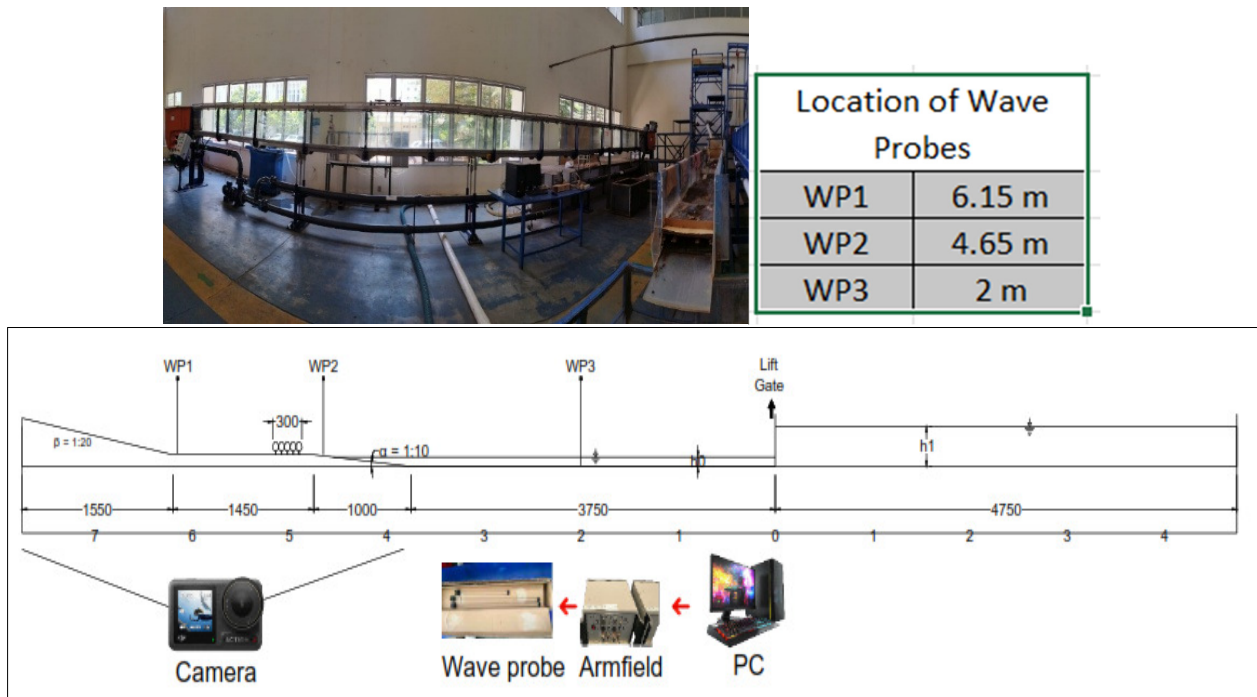 Location of Wave
Probes
WP1 6.15 m
WP2 4.65 m
WP3 2 m
WP1 WP2 WP3 Lift
Gate
300
β = 1:20 α = 1:10 h0 h1
1550 1450 1000 3750 4750
7 6 5 4 3 2 1 0 1 2 3 4
ACTION
Camera Wave probe Armfield PC